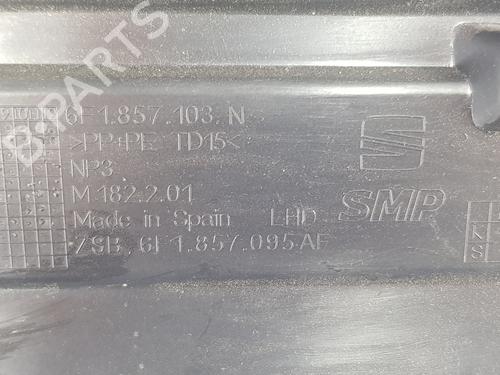 6F1.857.103.N
>PP+PE TD15<
NP3
M 182.2.01
Made in Spain LHD SMP
ZSB. 6F1.857.095.AF